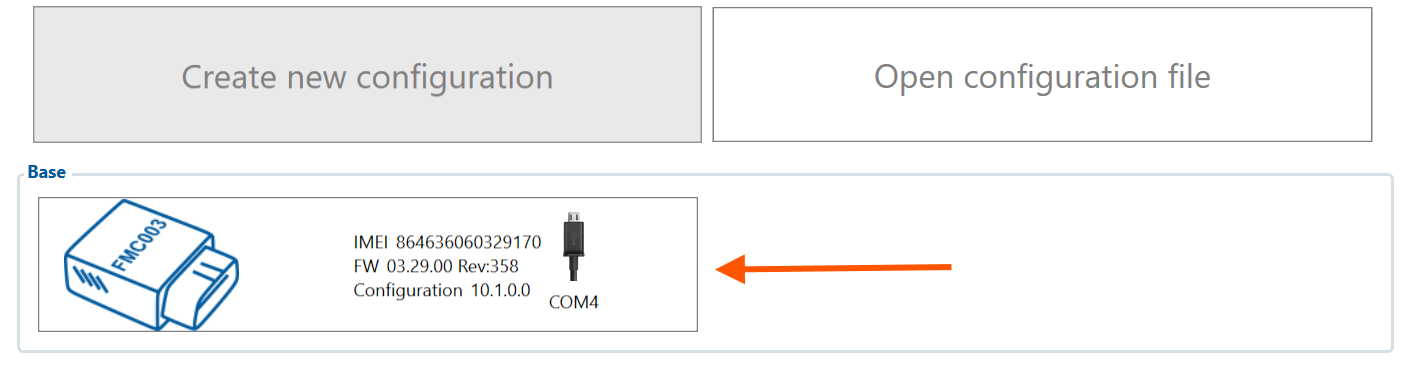 Create new configuration
Open configuration file
Base
FMC003
IMEI 864636060329170
FW 03.29.00 Rev:358
Configuration 10.1.0.0
COM4